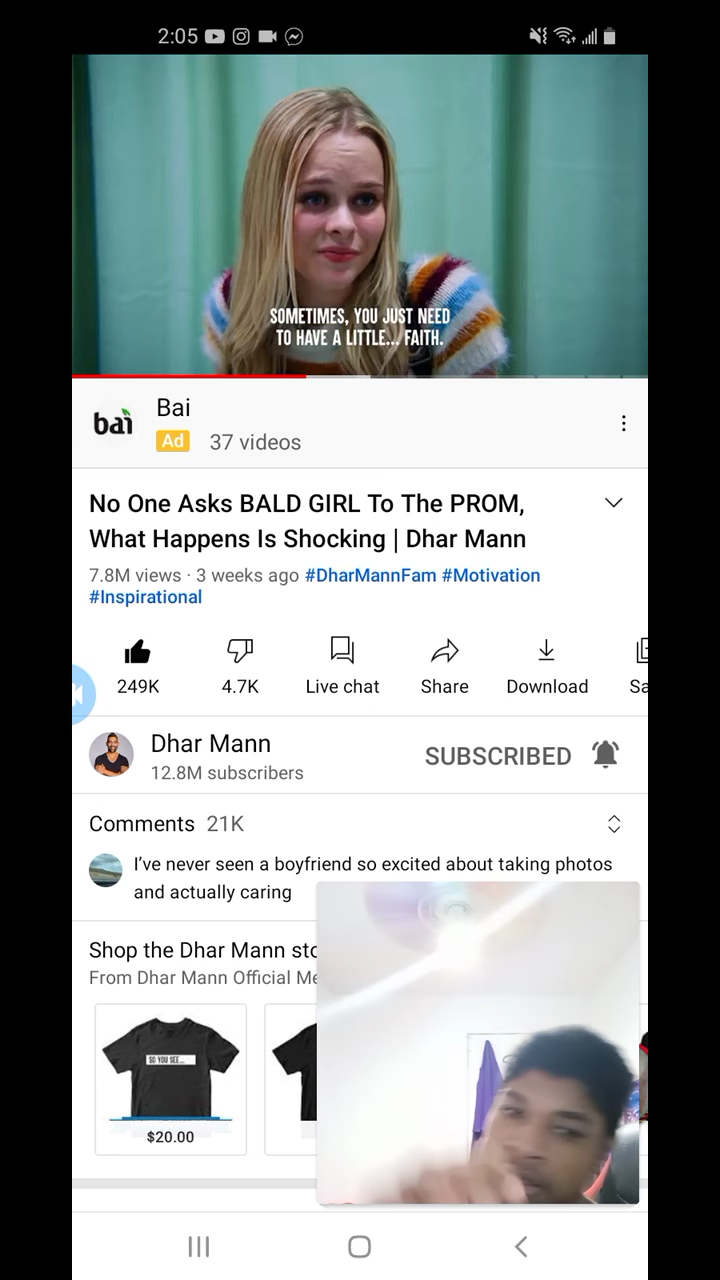 2:05
SOMETIMES, YOU JUST NEED
TO HAVE A LITTLE... FAITH.
bai
Bai
Ad 37 videos
No One Asks BALD GIRL To The PROM,
What Happens Is Shocking | Dhar Mann
7.8M views · 3 weeks ago #DharMannFam #Motivation
#Inspirational
249K 4.7K Live chat Share Download Sa
Dhar Mann
12.8M subscribers
SUBSCRIBED
Comments 21K
I've never seen a boyfriend so excited about taking photos
and actually caring
Shop the Dhar Mann sto
From Dhar Mann Official Me
SO YOU SEE...
$20.00